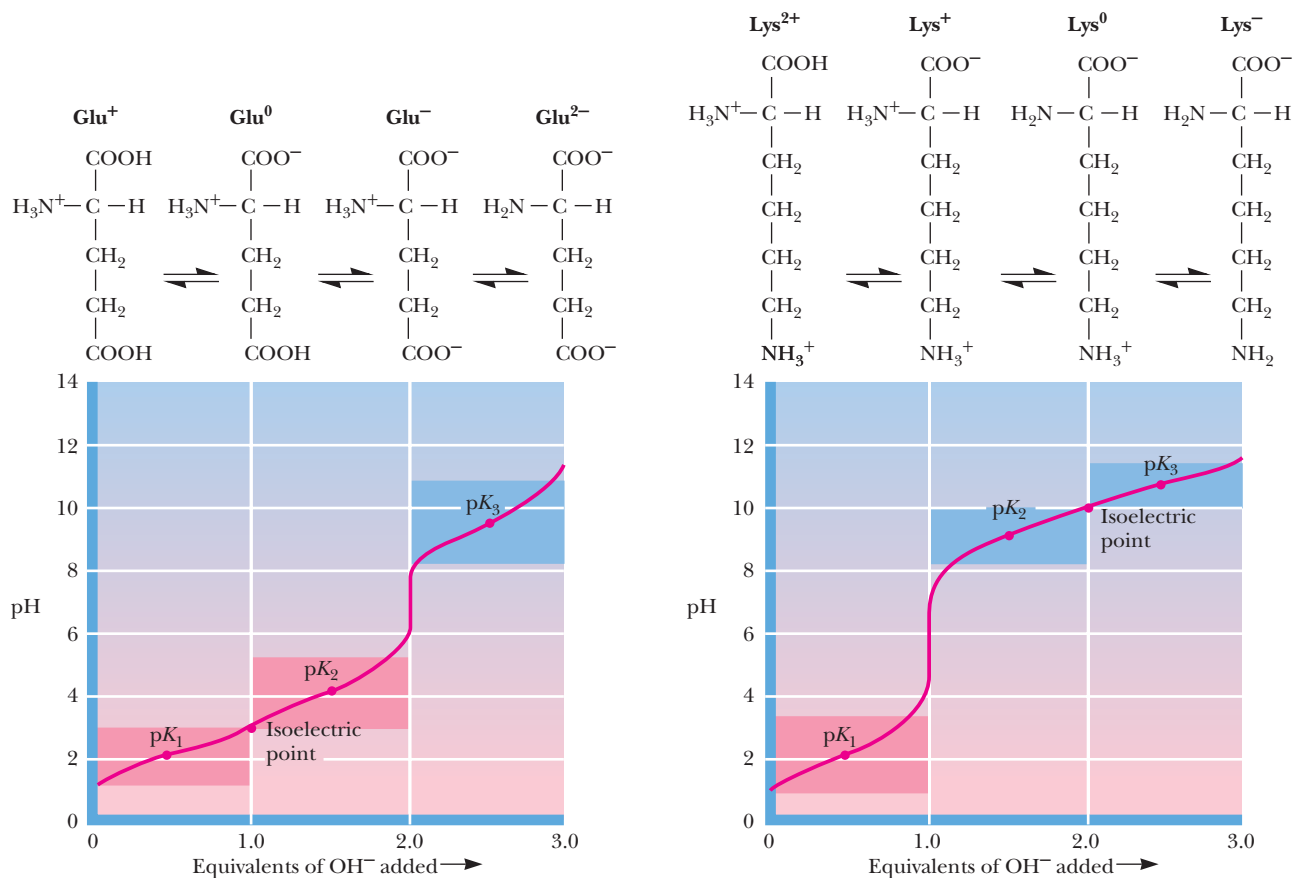 Glu⁺ Glu⁰ Glu⁻ Glu²⁻
COOH COO⁻ COO⁻ COO⁻
H₃N⁺—C—H H₃N⁺—C—H H₃N⁺—C—H H₂N—C—H
CH₂ CH₂ CH₂ CH₂
CH₂ CH₂ CH₂ CH₂
COOH COOH COO⁻ COO⁻
14
12
10
8
6
4
2
0
pH
pK₁
pK₂
pK₃
Isoelectric
point
0 1.0 2.0 3.0
Equivalents of OH⁻ added
Lys²⁺ Lys⁺ Lys⁰ Lys⁻
COOH COO⁻ COO⁻ COO⁻
H₃N⁺—C—H H₃N⁺—C—H H₂N—C—H H₂N—C—H
CH₂ CH₂ CH₂ CH₂
CH₂ CH₂ CH₂ CH₂
CH₂ CH₂ CH₂ CH₂
CH₂ CH₂ CH₂ CH₂
NH₃⁺ NH₃⁺ NH₃⁺ NH₂
14
12
10
8
6
4
2
0
pH
pK₁
pK₂
pK₃
Isoelectric
point
0 1.0 2.0 3.0
Equivalents of OH⁻ added